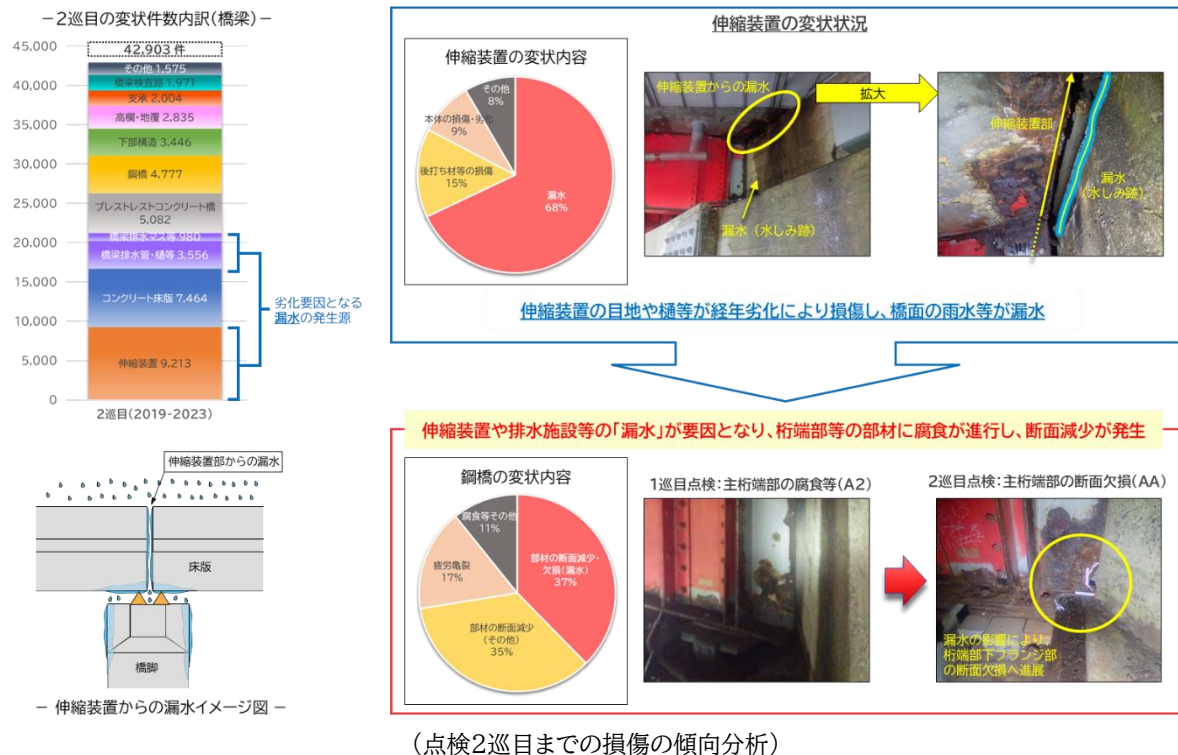 －2巡目の変状件数内訳(橋梁)－
45,000
40,000
35,000
30,000
25,000
20,000
15,000
10,000
5,000
0
42,903 件
その他 1,575
橋梁検査路 1,971
支承 2,004
高欄・地覆 2,835
下部構造 3,446
鋼橋 4,777
プレストレストコンクリート橋
5,082
橋梁排水マス等 980
橋梁排水管・樋等 3,556
コンクリート床版 7,464
伸縮装置 9,213
2巡目(2019-2023)
劣化要因となる
漏水の発生源
伸縮装置部からの漏水
床版
橋脚
－ 伸縮装置からの漏水イメージ図 －
伸縮装置の変状状況
伸縮装置の変状内容
その他
8%
本体の損傷・劣化
9%
後打ち材等の損傷
15%
漏水
68%
伸縮装置からの漏水
漏水（水しみ跡）
拡大
伸縮装置部
漏水
（水しみ跡）
伸縮装置の目地や樋等が経年劣化により損傷し、橋面の雨水等が漏水
伸縮装置や排水施設等の「漏水」が要因となり、桁端部等の部材に腐食が進行し、断面減少が発生
鋼橋の変状内容
腐食等その他
11%
疲労亀裂
17%
部材の断面減少・
欠損(漏水)
37%
部材の断面減少
(その他)
35%
1巡目点検：主桁端部の腐食等(A2)
2巡目点検：主桁端部の断面欠損(AA)
漏水の影響により、
桁端部下フランジ部
の断面欠損へ進展
（点検2巡目までの損傷の傾向分析）